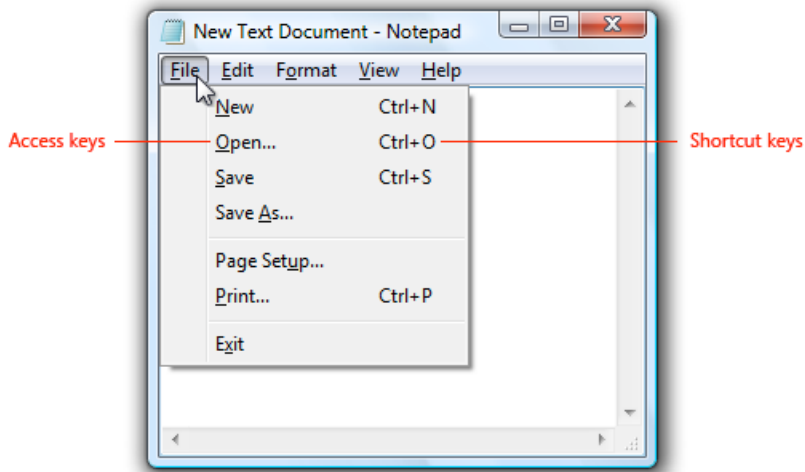 New Text Document - Notepad
File Edit Format View Help
New Ctrl+N
Access keys Open... Ctrl+O Shortcut keys
Save Ctrl+S
Save As...
Page Setup...
Print... Ctrl+P
Exit